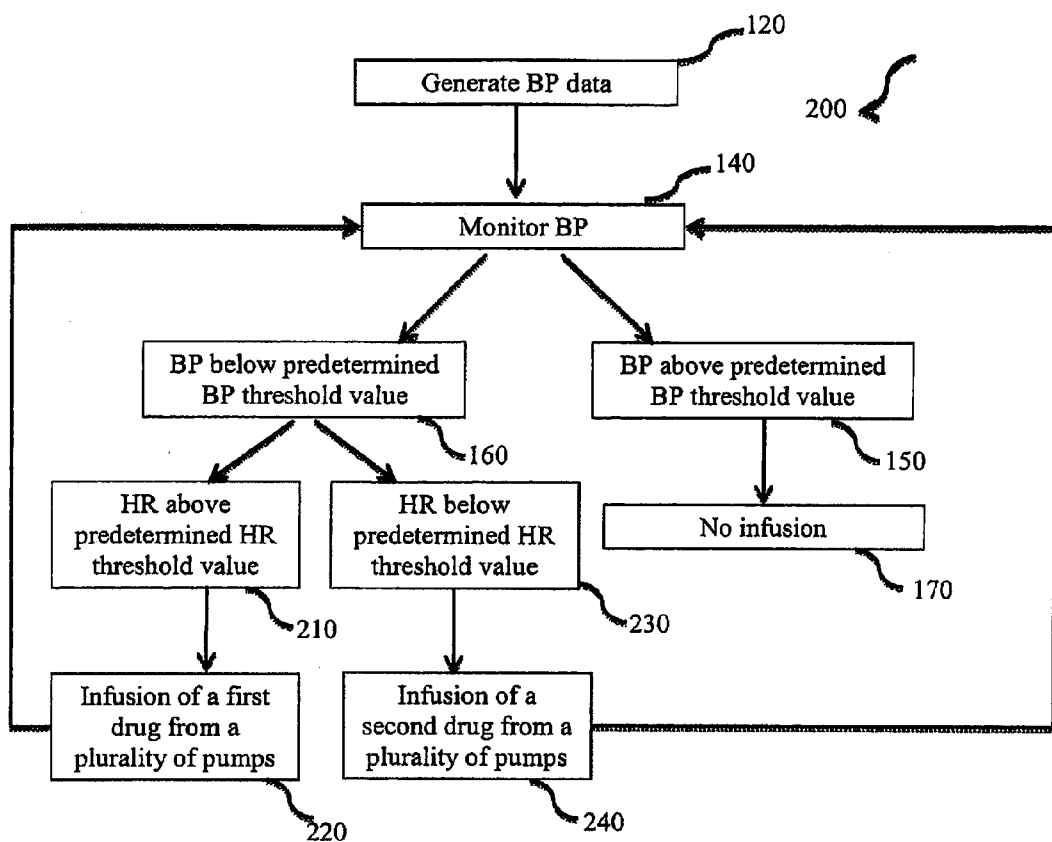 120
Generate BP data
200
140
Monitor BP
BP below predetermined
BP threshold value
BP above predetermined
BP threshold value
160
150
HR above
predetermined HR
threshold value
HR below
predetermined HR
threshold value
No infusion
170
210
230
Infusion of a first
drug from a
plurality of pumps
Infusion of a
second drug from a
plurality of pumps
220
240